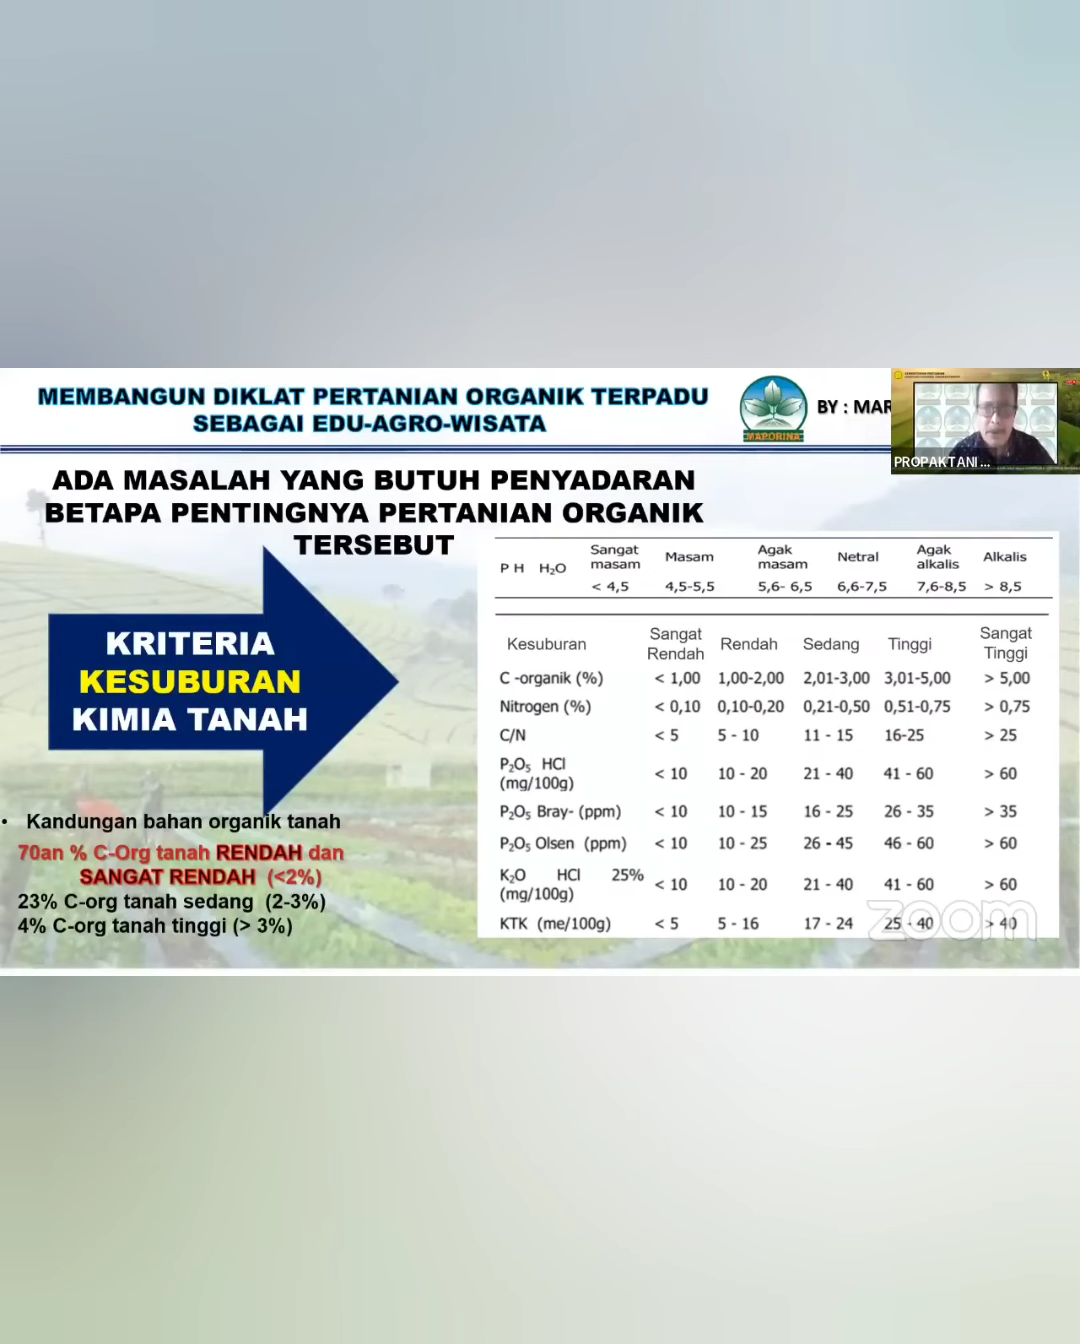 MEMBANGUN DIKLAT PERTANIAN ORGANIK TERPADU
SEBAGAI EDU-AGRO-WISATA
MAPORINA
BY : MAR
PROPAKTANI ...
ADA MASALAH YANG BUTUH PENYADARAN
BETAPA PENTINGNYA PERTANIAN ORGANIK
TERSEBUT
KRITERIA
KESUBURAN
KIMIA TANAH
• Kandungan bahan organik tanah
70an % C-Org tanah RENDAH dan
SANGAT RENDAH (<2%)
23% C-org tanah sedang (2-3%)
4% C-org tanah tinggi (> 3%)
P H H₂O Sangat masam Masam Agak masam Netral Agak alkalis Alkalis
< 4,5 4,5-5,5 5,6- 6,5 6,6-7,5 7,6-8,5 > 8,5
Kesuburan Sangat Rendah Rendah Sedang Tinggi Sangat Tinggi
C -organik (%) < 1,00 1,00-2,00 2,01-3,00 3,01-5,00 > 5,00
Nitrogen (%) < 0,10 0,10-0,20 0,21-0,50 0,51-0,75 > 0,75
C/N < 5 5 - 10 11 - 15 16-25 > 25
P₂O₅ HCl (mg/100g) < 10 10 - 20 21 - 40 41 - 60 > 60
P₂O₅ Bray- (ppm) < 10 10 - 15 16 - 25 26 - 35 > 35
P₂O₅ Olsen (ppm) < 10 10 - 25 26 - 45 46 - 60 > 60
K₂O HCl 25% (mg/100g) < 10 10 - 20 21 - 40 41 - 60 > 60
KTK (me/100g) < 5 5 - 16 17 - 24 25 - 40 > 40
zoom